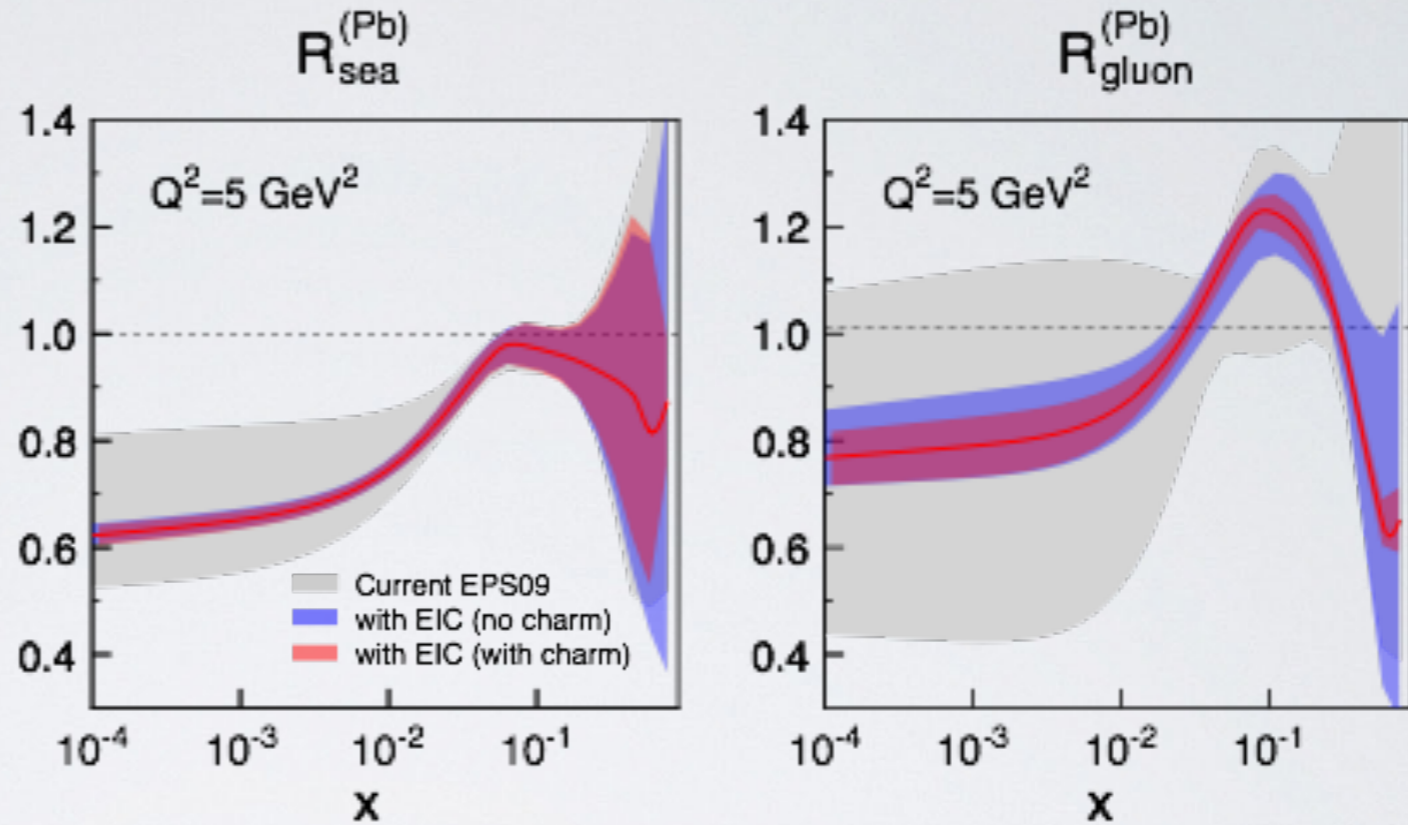 R_sea^(Pb)
1.4
1.2
1.0
0.8
0.6
0.4
Q²=5 GeV²
Current EPS09
with EIC (no charm)
with EIC (with charm)
10⁻⁴ 10⁻³ 10⁻² 10⁻¹
x
R_gluon^(Pb)
1.4
1.2
1.0
0.8
0.6
0.4
Q²=5 GeV²
10⁻⁴ 10⁻³ 10⁻² 10⁻¹
x